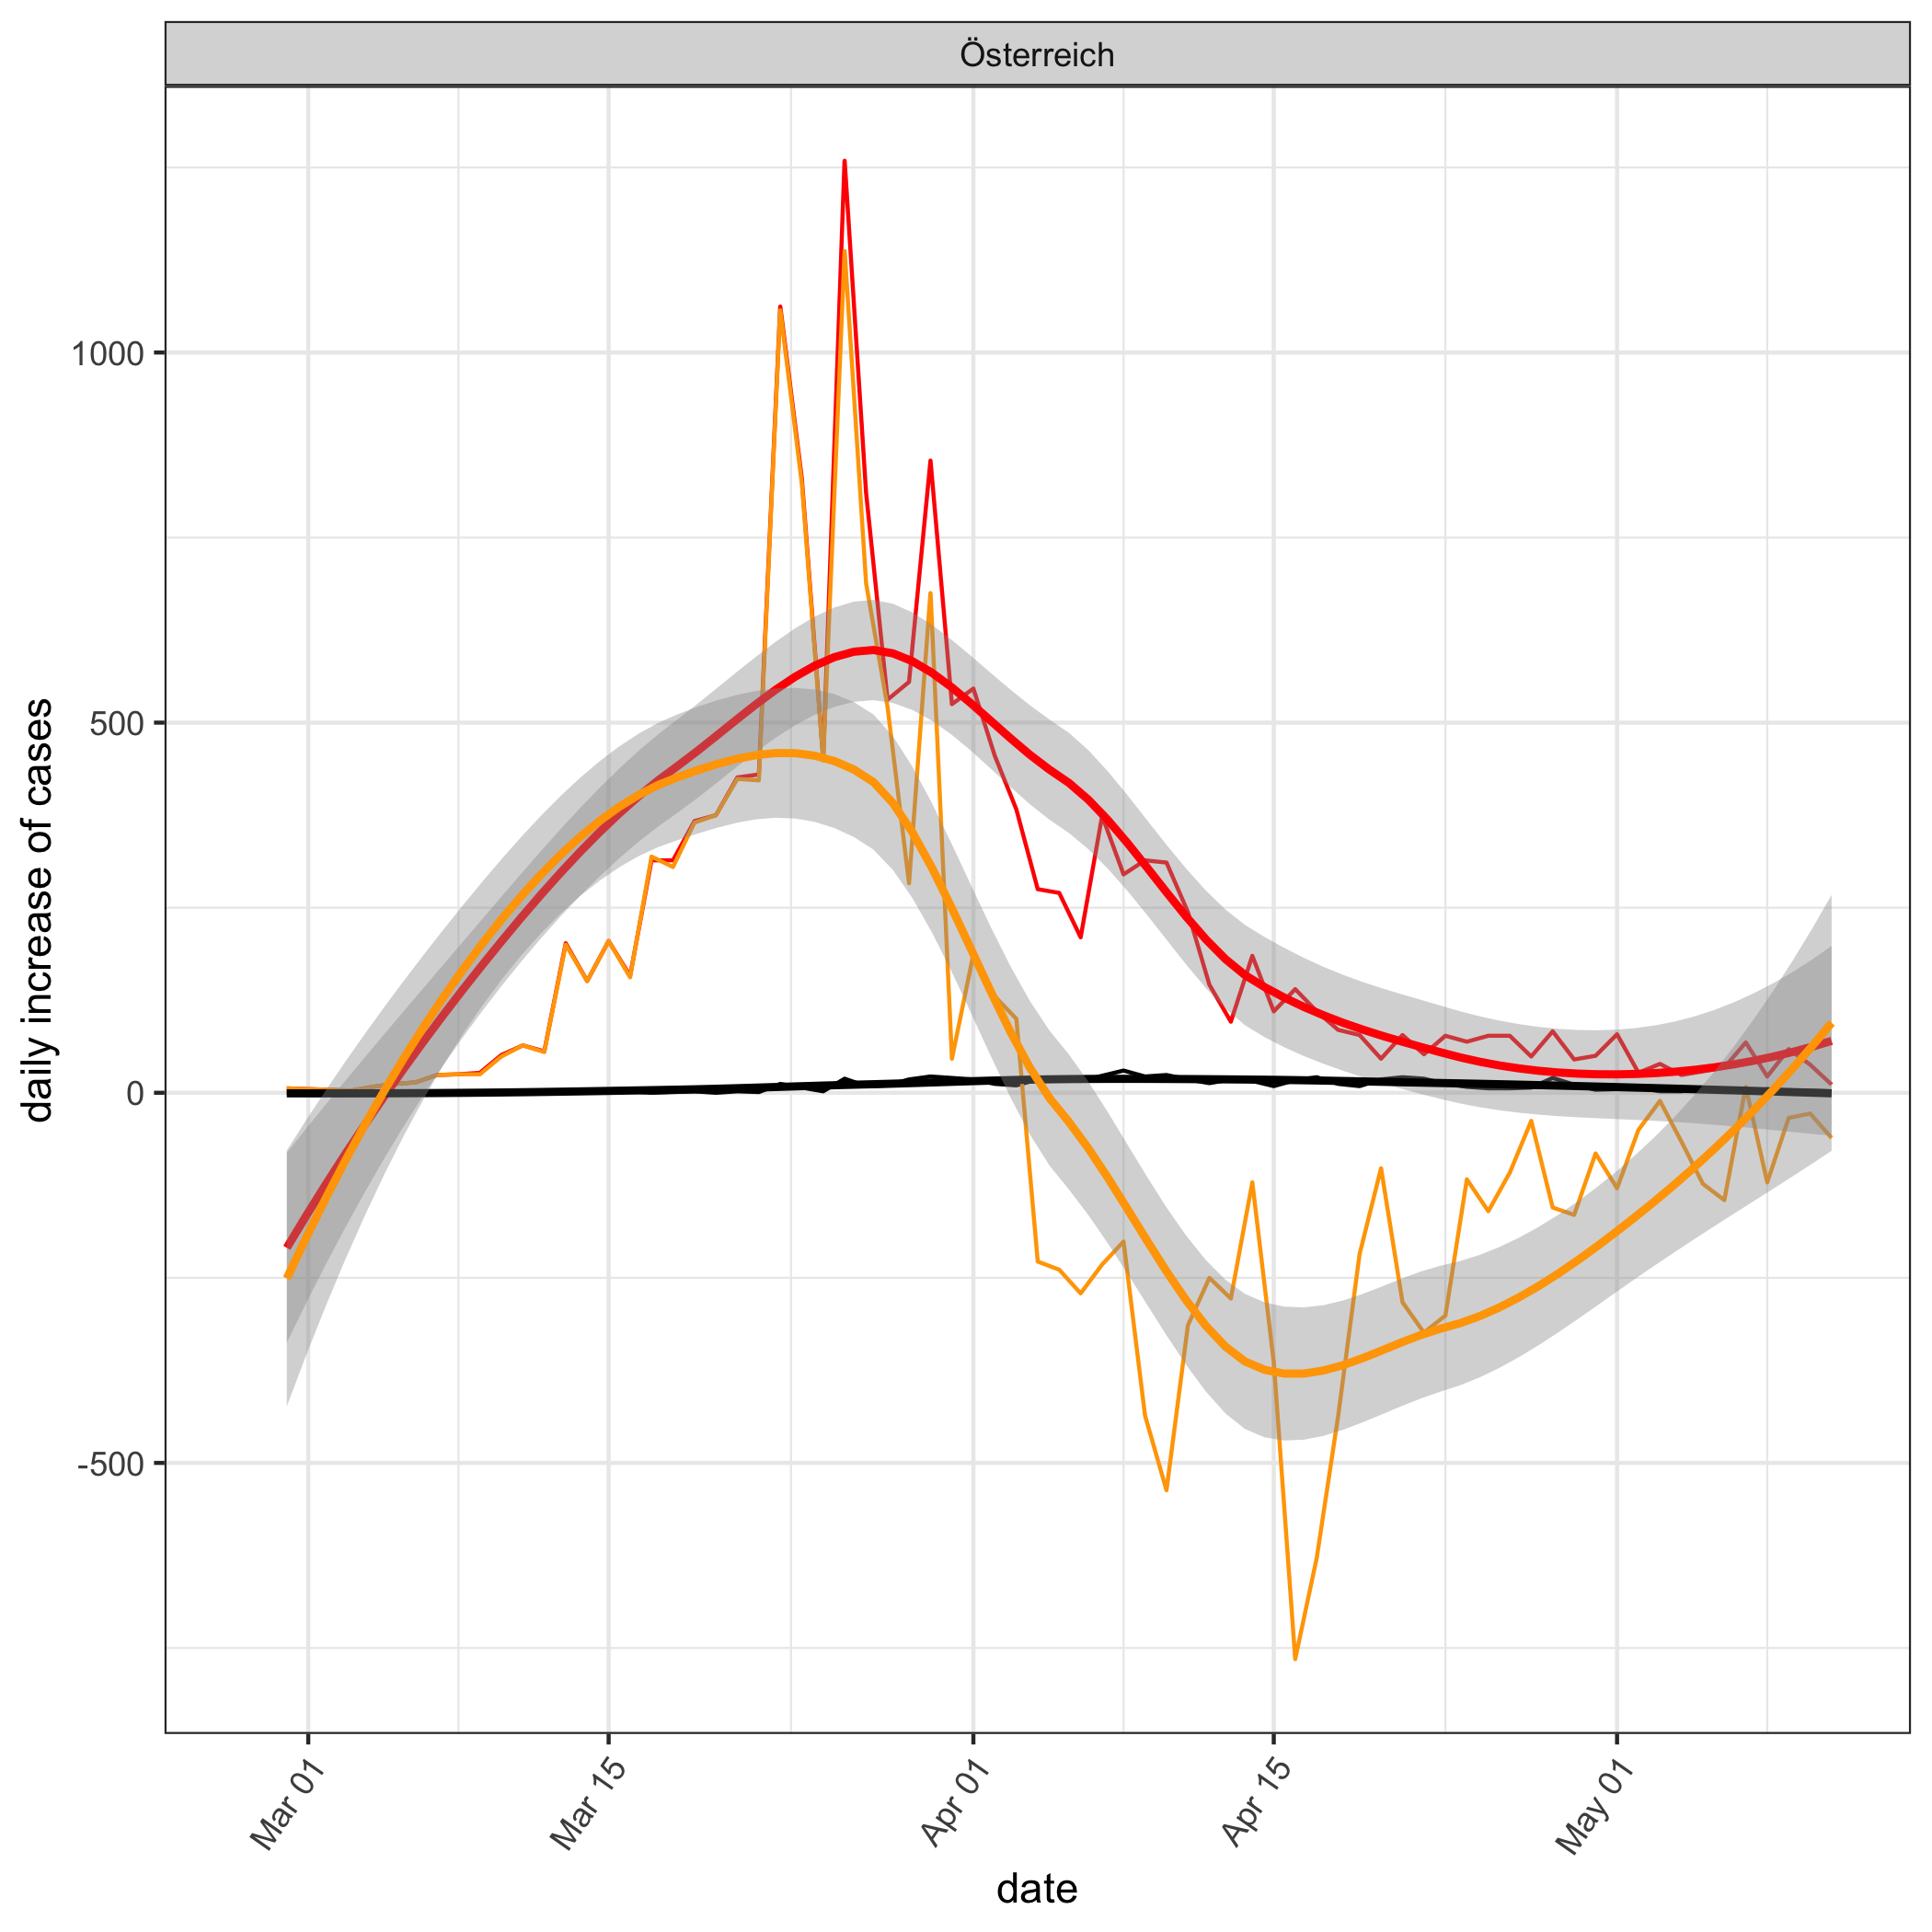 Österreich
daily increase of cases
1000
500
0
-500
Mar 01
Mar 15
Apr 01
Apr 15
May 01
date